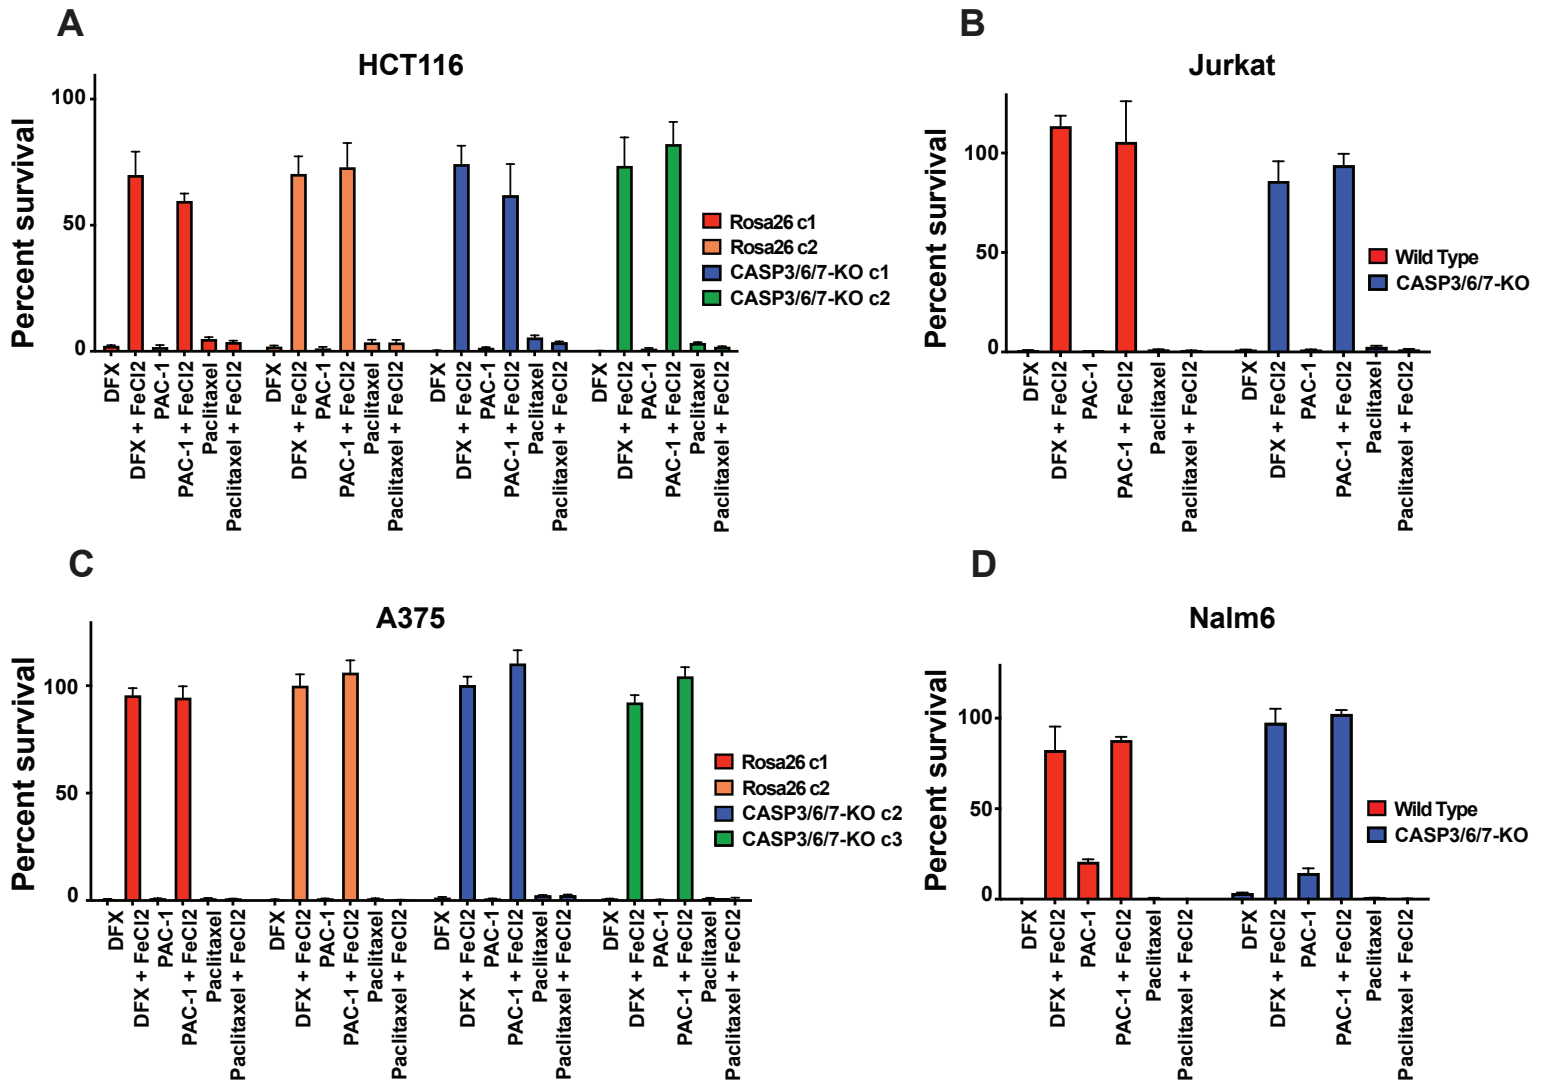 A
HCT116
Percent survival
100
50
0
DFX
DFX + FeCl2
PAC-1
PAC-1 + FeCl2
Paclitaxel
Paclitaxel + FeCl2
DFX
DFX + FeCl2
PAC-1
PAC-1 + FeCl2
Paclitaxel
Paclitaxel + FeCl2
DFX
DFX + FeCl2
PAC-1
PAC-1 + FeCl2
Paclitaxel
Paclitaxel + FeCl2
DFX
DFX + FeCl2
PAC-1
PAC-1 + FeCl2
Paclitaxel
Paclitaxel + FeCl2
Rosa26 c1
Rosa26 c2
CASP3/6/7-KO c1
CASP3/6/7-KO c2
B
Jurkat
Percent survival
100
50
0
DFX
DFX + FeCl2
PAC-1
PAC-1 + FeCl2
Paclitaxel
Paclitaxel + FeCl2
DFX
DFX + FeCl2
PAC-1
PAC-1 + FeCl2
Paclitaxel
Paclitaxel + FeCl2
Wild Type
CASP3/6/7-KO
C
A375
Percent survival
100
50
0
DFX
DFX + FeCl2
PAC-1
PAC-1 + FeCl2
Paclitaxel
Paclitaxel + FeCl2
DFX
DFX + FeCl2
PAC-1
PAC-1 + FeCl2
Paclitaxel
Paclitaxel + FeCl2
DFX
DFX + FeCl2
PAC-1
PAC-1 + FeCl2
Paclitaxel
Paclitaxel + FeCl2
DFX
DFX + FeCl2
PAC-1
PAC-1 + FeCl2
Paclitaxel
Paclitaxel + FeCl2
Rosa26 c1
Rosa26 c2
CASP3/6/7-KO c2
CASP3/6/7-KO c3
D
Nalm6
Percent survival
100
50
0
DFX
DFX + FeCl2
PAC-1
PAC-1 + FeCl2
Paclitaxel
Paclitaxel + FeCl2
DFX
DFX + FeCl2
PAC-1
PAC-1 + FeCl2
Paclitaxel
Paclitaxel + FeCl2
Wild Type
CASP3/6/7-KO